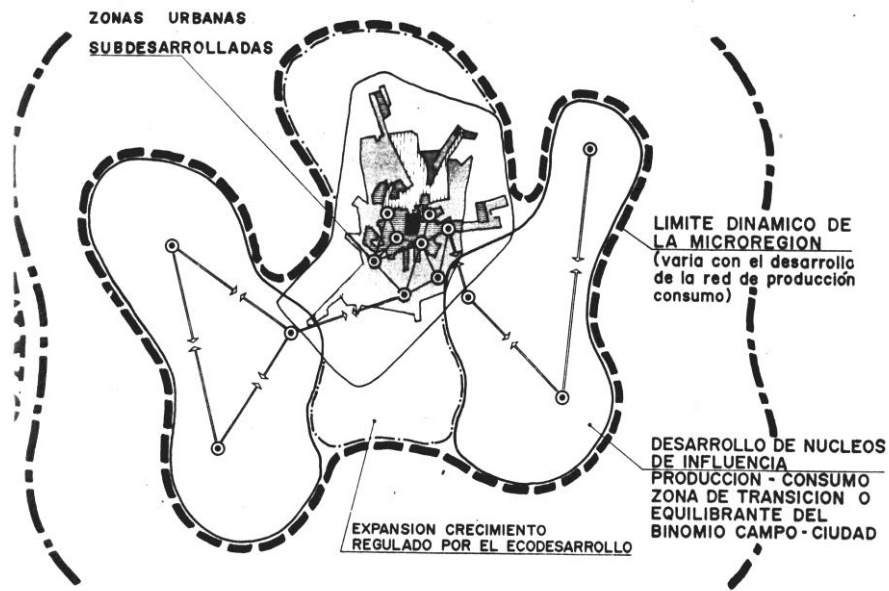 ZONAS URBANAS
SUBDESARROLLADAS
LIMITE DINAMICO DE
LA MICROREGION
(varia con el desarrollo
de la red de producción
consumo)
DESARROLLO DE NUCLEOS
DE INFLUENCIA
PRODUCCION - CONSUMO
ZONA DE TRANSICION O
EQUILIBRANTE DEL
BINOMIO CAMPO - CIUDAD
EXPANSION CRECIMIENTO
REGULADO POR EL ECODESARROLLO